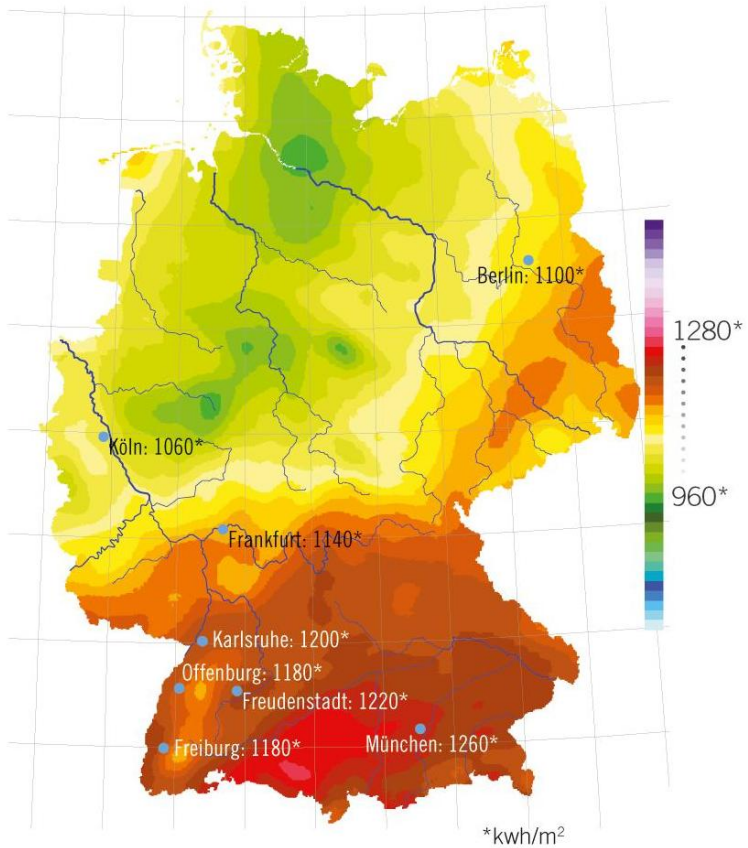 Berlin: 1100*
1280*
Köln: 1060*
960*
Frankfurt: 1140*
Karlsruhe: 1200*
Offenburg: 1180*
Freudenstadt: 1220*
Freiburg: 1180*
München: 1260*
*kwh/m²